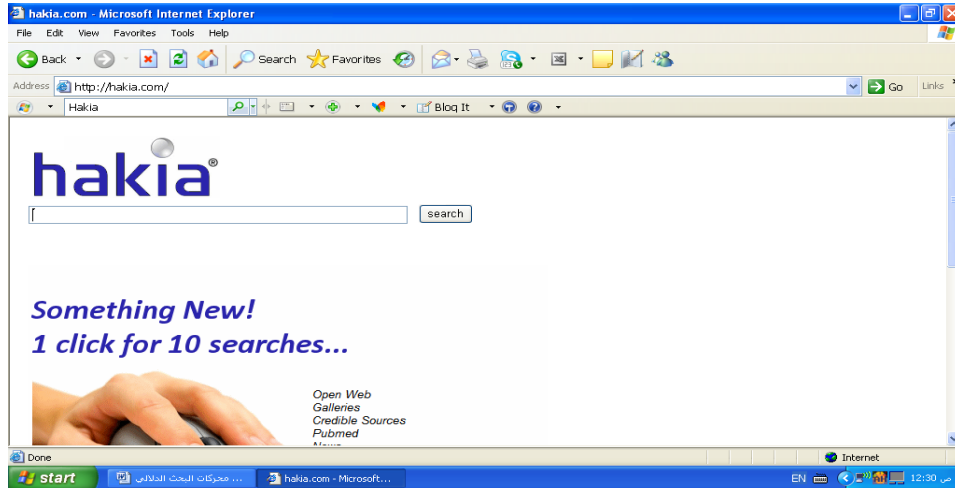 hakia.com - Microsoft Internet Explorer
File Edit View Favorites Tools Help
Back Search Favorites
Address http://hakia.com/ Go Links
Hakia Blog It
hakia®
search
Something New!
1 click for 10 searches...
Open Web
Galleries
Credible Sources
Pubmed
News
Done Internet
start محركات البحث الدلالي ... hakia.com - Microsoft... EN 12:30 ص